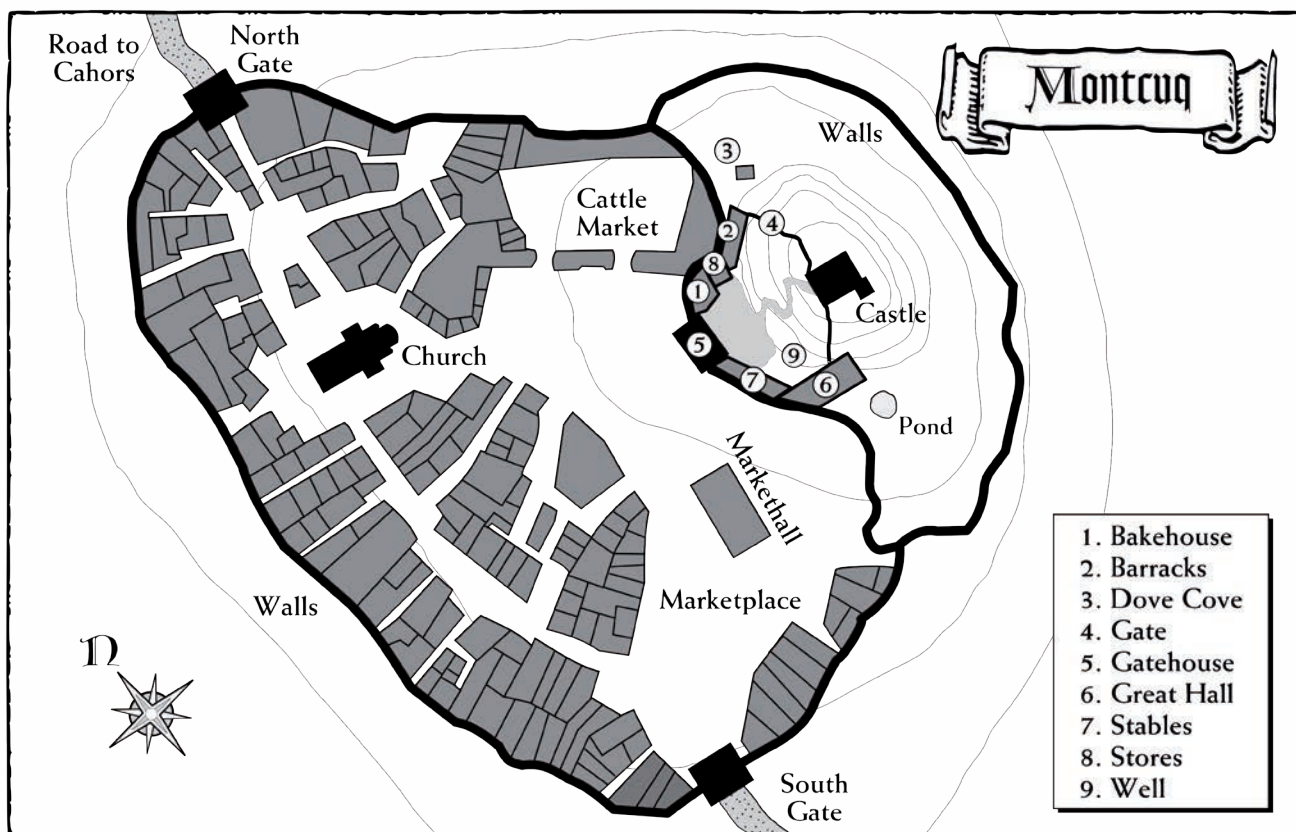 Montcuq
Road to
Cahors
North
Gate
Walls
3
Cattle
Market
2
4
8
1
Castle
5
Church
9
7
6
Pond
Markethall
Marketplace
Walls
N
South
Gate
1. Bakehouse
2. Barracks
3. Dove Cove
4. Gate
5. Gatehouse
6. Great Hall
7. Stables
8. Stores
9. Well